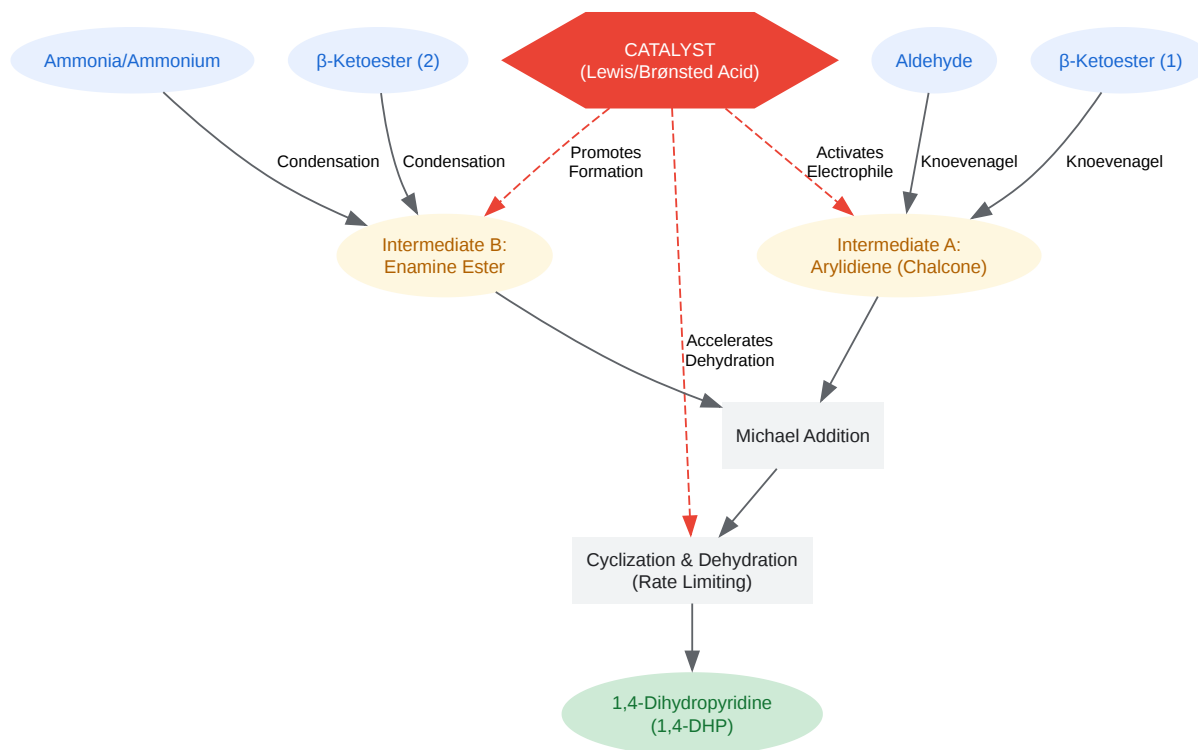 Ammonia/Ammonium
β-Ketoester (2)
CATALYST
(Lewis/Brønsted Acid)
Aldehyde
β-Ketoester (1)
Condensation
Condensation
Promotes
Formation
Activates
Electrophile
Knoevenagel
Knoevenagel
Intermediate B:
Enamine Ester
Intermediate A:
Arylidiene (Chalcone)
Accelerates
Dehydration
Michael Addition
Cyclization & Dehydration
(Rate Limiting)
1,4-Dihydropyridine
(1,4-DHP)